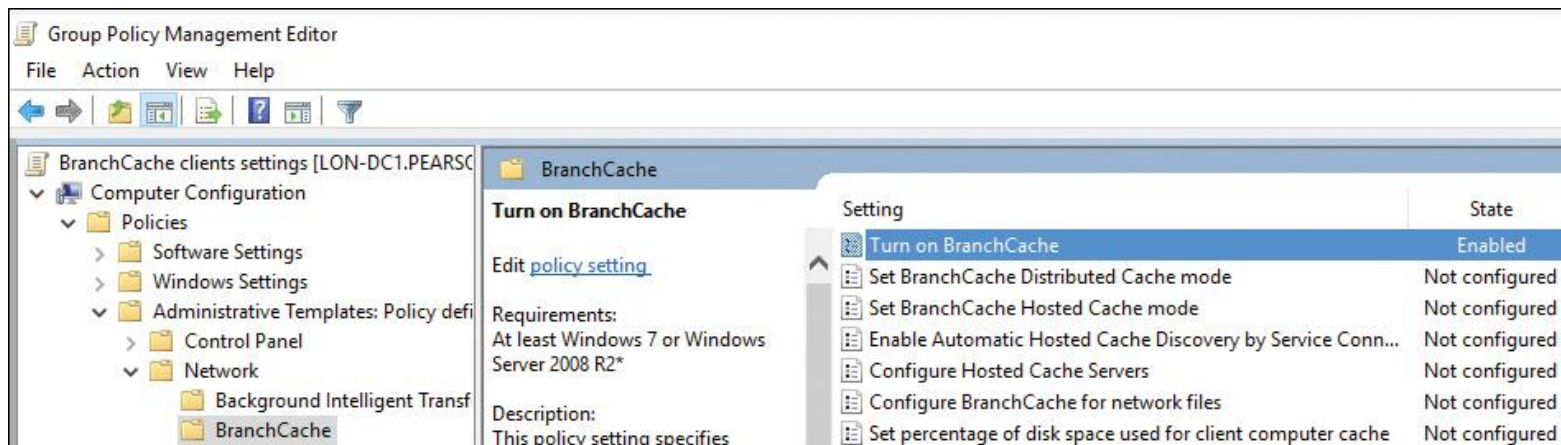 Group Policy Management Editor
File Action View Help
BranchCache clients settings [LON-DC1.PEARSO
Computer Configuration
Policies
Software Settings
Windows Settings
Administrative Templates: Policy defi
Control Panel
Network
Background Intelligent Transf
BranchCache
BranchCache
Turn on BranchCache
Edit policy setting
Requirements:
At least Windows 7 or Windows
Server 2008 R2*
Description:
This policy setting specifies
Setting State
Turn on BranchCache Enabled
Set BranchCache Distributed Cache mode Not configured
Set BranchCache Hosted Cache mode Not configured
Enable Automatic Hosted Cache Discovery by Service Conn... Not configured
Configure Hosted Cache Servers Not configured
Configure BranchCache for network files Not configured
Set percentage of disk space used for client computer cache Not configured